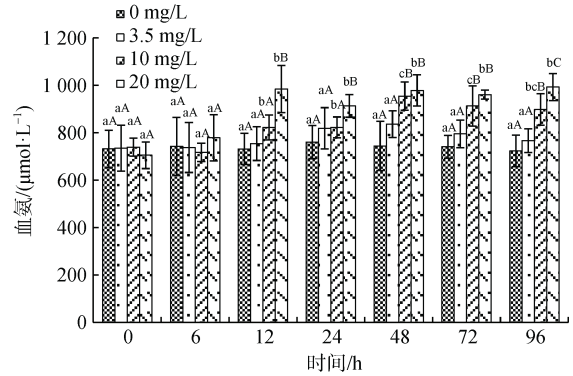 0 mg/L
3.5 mg/L
10 mg/L
20 mg/L
血氨/(μmol·L⁻¹)
1 200
1 000
800
600
400
200
0
aA aA aA aA
aA aA aA aA
aA aA bA bB
aA aA bA bB
aA aA cB bB
aA aA cB bB
aA aA bcB bC
0 6 12 24 48 72 96
时间/h